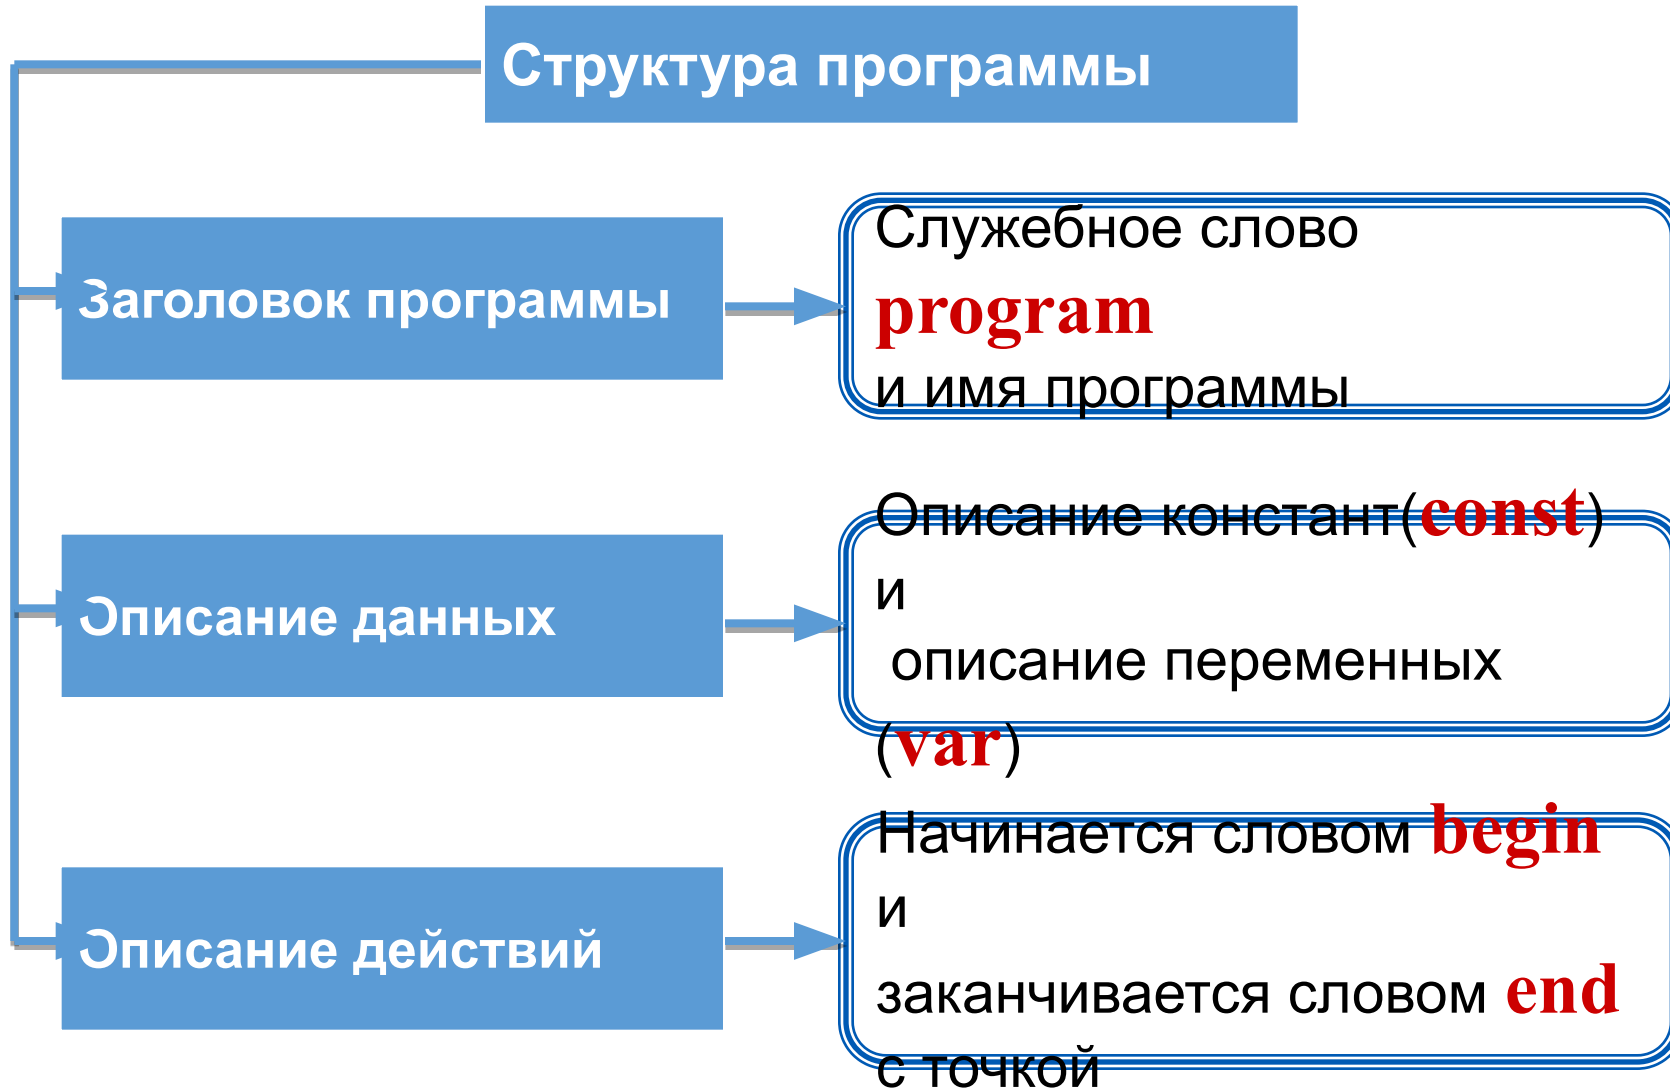 Структура программы
Заголовок программы
Служебное слово
program
и имя программы
Описание данных
Описание констант(const)
и
описание переменных
(var)
Описание действий
Начинается словом begin
и
заканчивается словом end
с точкой